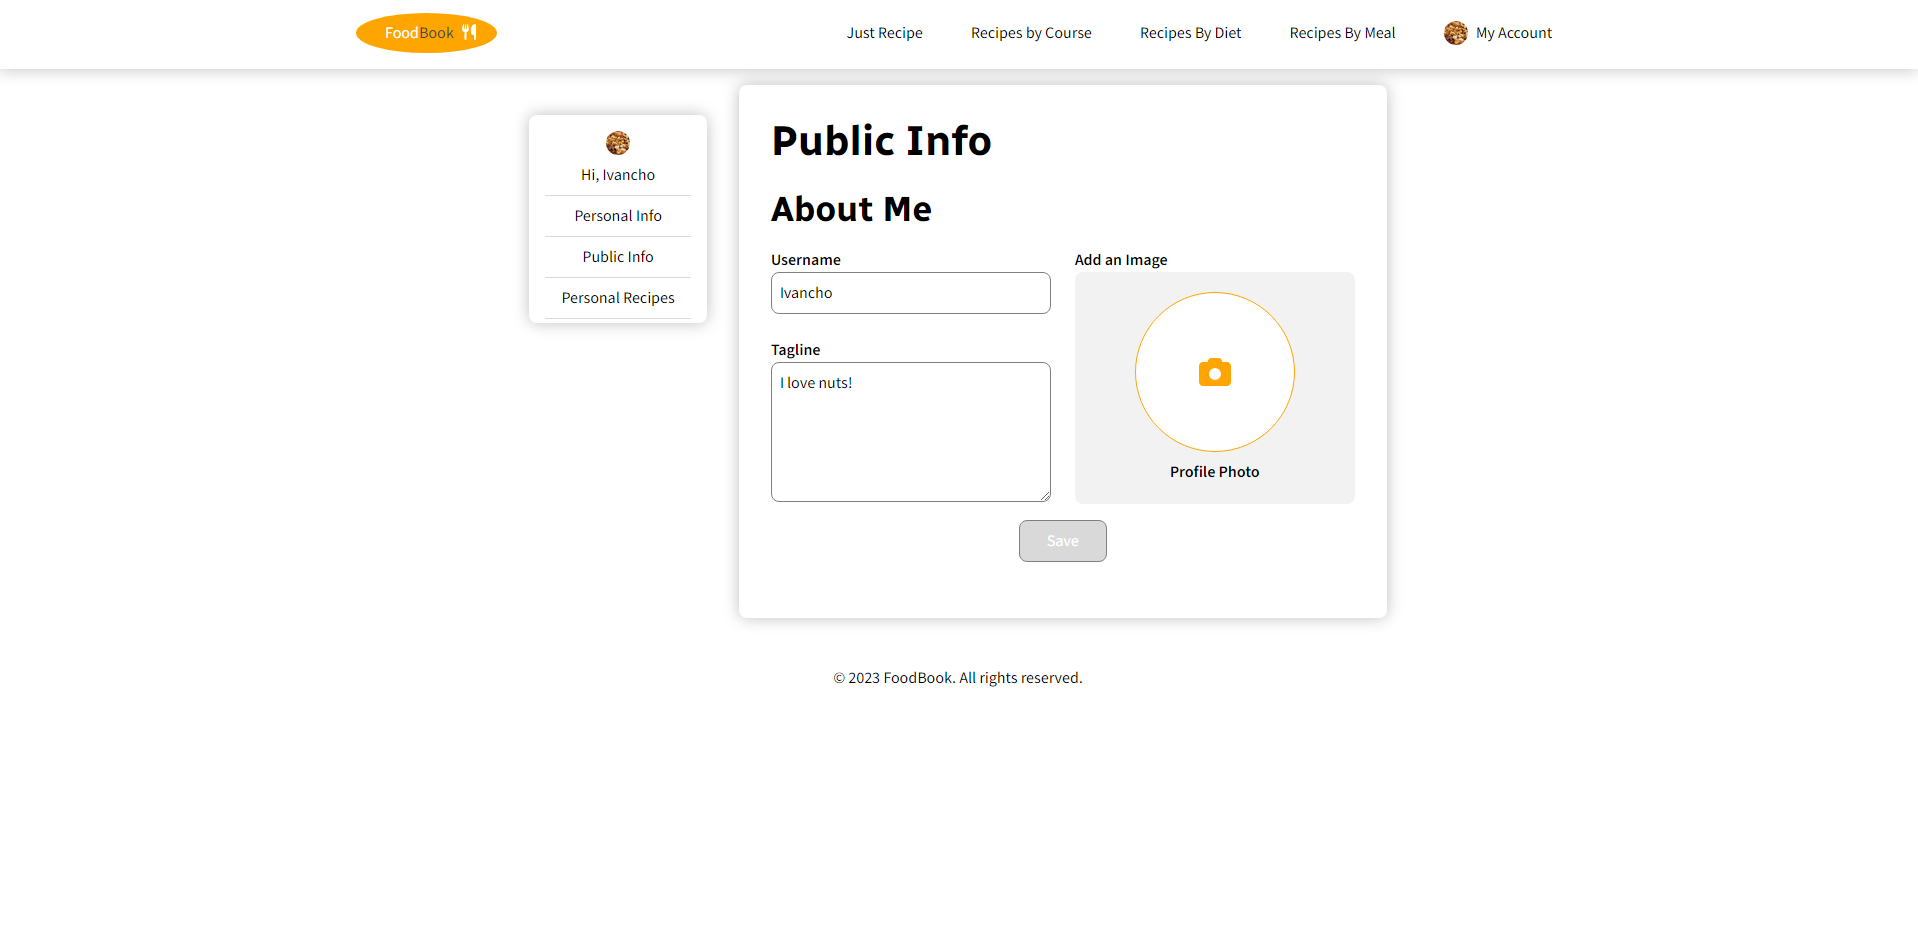 FoodBook
Just Recipe
Recipes by Course
Recipes By Diet
Recipes By Meal
My Account
Hi, Ivancho
Personal Info
Public Info
Personal Recipes
Public Info
About Me
Username
Ivancho
Tagline
I love nuts!
Add an Image
Profile Photo
Save
© 2023 FoodBook. All rights reserved.